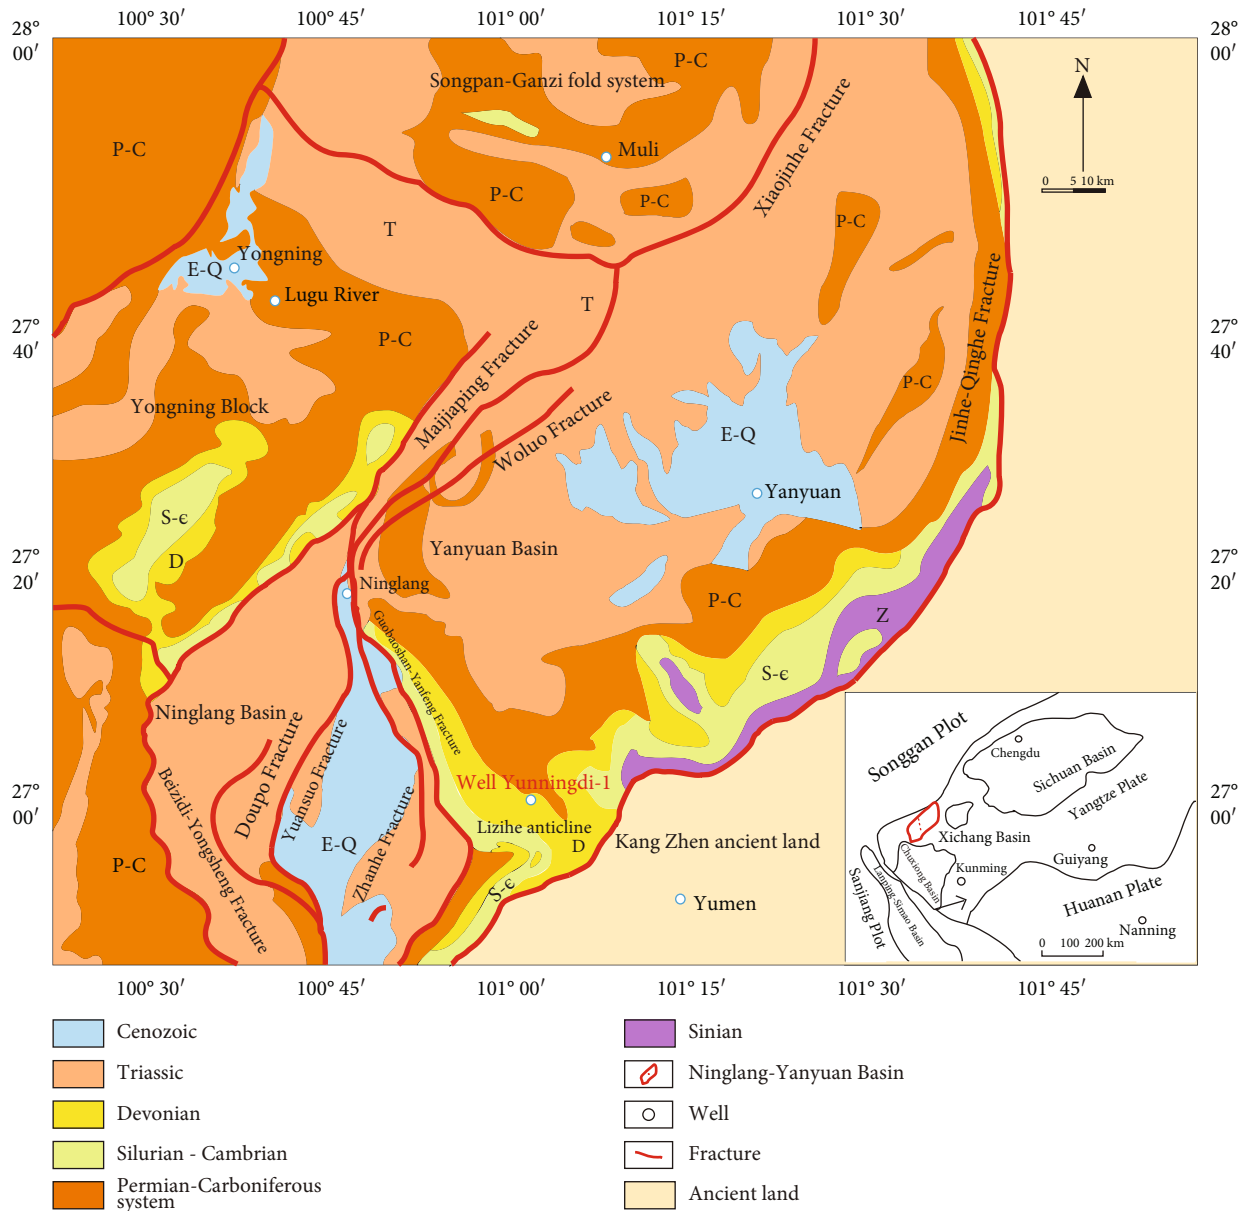 100° 30′ 100° 45′ 101° 00′ 101° 15′ 101° 30′ 101° 45′
28°
00′
28°
00′
Songpan-Ganzi fold system
P-C
N
P-C
Muli
0 5 10 km
P-C
P-C
Xiaojinhe Fracture
P-C
T
Yongning
E-Q
Lugu River
T
Jinhe-Qinghe Fracture
27°
40′
27°
40′
P-C
Maijiaping Fracture
P-C
Yongning Block
Woluo Fracture
E-Q
Yanyuan
S-є
D
Yanyuan Basin
27°
20′
27°
20′
Ninglang
P-C
Z
Guobaoshan-Yanfeng Fracture
S-є
Ninglang Basin
Doupo Fracture
Yuansuo Fracture
Beizidi-Yongsheng Fracture
Well Yunningdi-1
27°
00′
27°
00′
Lizihe anticline
D
Kang Zhen ancient land
E-Q
Zhanhe Fracture
P-C
S-є
Yumen
Songgan Plot
Chengdu
Sichuan Basin
Yangtze Plate
Xichang Basin
Chuxiong Basin
Kunming
Guiyang
Lanping-Simao Basin
Sanjiang Plot
Huanan Plate
Nanning
0 100 200 km
100° 30′ 100° 45′ 101° 00′ 101° 15′ 101° 30′ 101° 45′
Cenozoic
Triassic
Devonian
Silurian - Cambrian
Permian-Carboniferous
system
Sinian
Ninglang-Yanyuan Basin
Well
Fracture
Ancient land